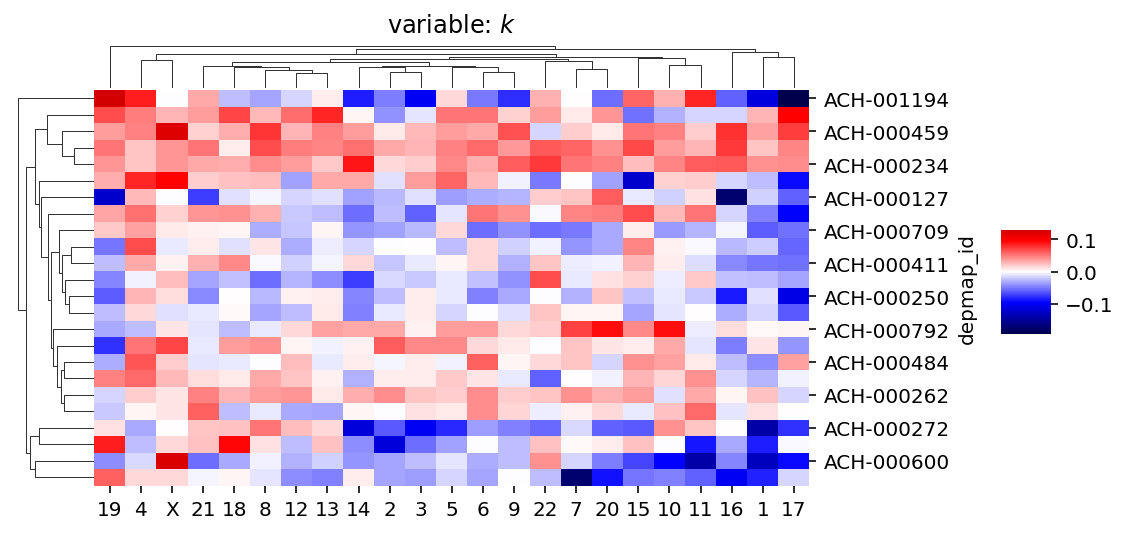 variable: k
ACH-001194
ACH-000459
ACH-000234
ACH-000127
ACH-000709
ACH-000411
ACH-000250
ACH-000792
ACH-000484
ACH-000262
ACH-000272
ACH-000600
depmap_id
0.1
0.0
−0.1
19 4 X 21 18 8 12 13 14 2 3 5 6 9 22 7 20 15 10 11 16 1 17